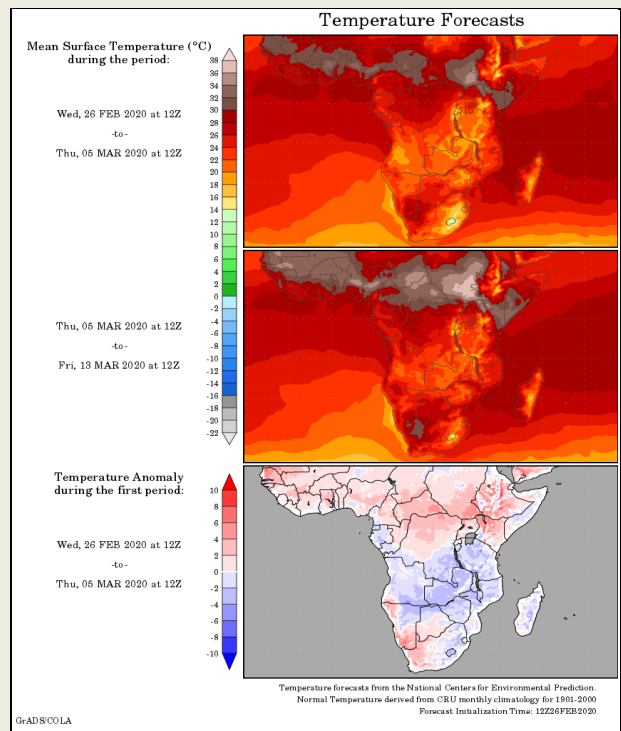 Temperature Forecasts
Mean Surface Temperature (°C)
during the period:
Wed, 26 FEB 2020 at 12Z
-to-
Thu, 05 MAR 2020 at 12Z
38
36
34
32
30
28
26
24
22
20
18
16
14
12
10
8
6
4
2
0
-2
-4
-6
-8
-10
-12
-14
-16
-18
-20
-22
Thu, 05 MAR 2020 at 12Z
-to-
Fri, 13 MAR 2020 at 12Z
Temperature Anomaly
during the first period:
Wed, 26 FEB 2020 at 12Z
-to-
Thu, 05 MAR 2020 at 12Z
10
8
6
4
2
0
-2
-4
-6
-8
-10
Temperature forecasts from the National Centers for Environmental Prediction.
Normal Temperature derived from CRU monthly climatology for 1901-2000
Forecast Initialization Time: 12Z26FEB2020
GrADS/COLA